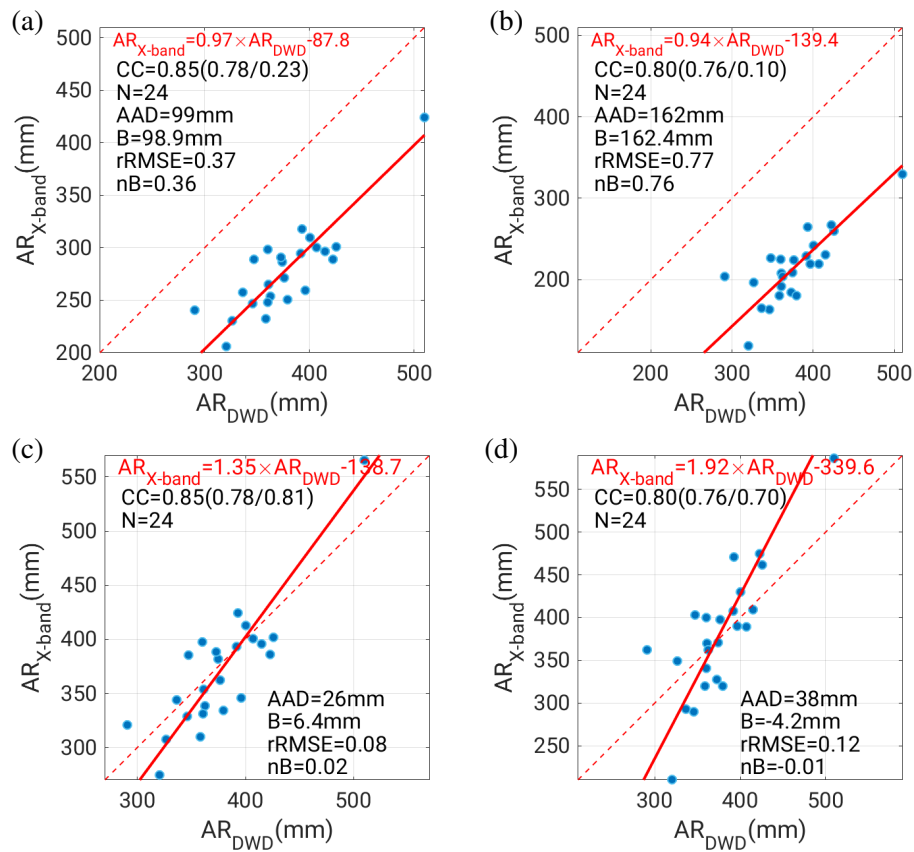 (a)
AR_X-band=0.97×AR_DWD-87.8
CC=0.85(0.78/0.23)
N=24
AAD=99mm
B=98.9mm
rRMSE=0.37
nB=0.36
500
450
400
350
300
250
200
AR_X-band(mm)
200 300 400 500
AR_DWD(mm)
(b)
AR_X-band=0.94×AR_DWD-139.4
CC=0.80(0.76/0.10)
N=24
AAD=162mm
B=162.4mm
rRMSE=0.77
nB=0.76
500
400
300
200
AR_X-band(mm)
200 300 400 500
AR_DWD(mm)
(c)
AR_X-band=1.35×AR_DWD-138.7
CC=0.85(0.78/0.81)
N=24
AAD=26mm
B=6.4mm
rRMSE=0.08
nB=0.02
550
500
450
400
350
300
AR_X-band(mm)
300 400 500
AR_DWD(mm)
(d)
AR_X-band=1.92×AR_DWD-339.6
CC=0.80(0.76/0.70)
N=24
AAD=38mm
B=-4.2mm
rRMSE=0.12
nB=-0.01
550
500
450
400
350
300
250
AR_X-band(mm)
300 400 500
AR_DWD(mm)